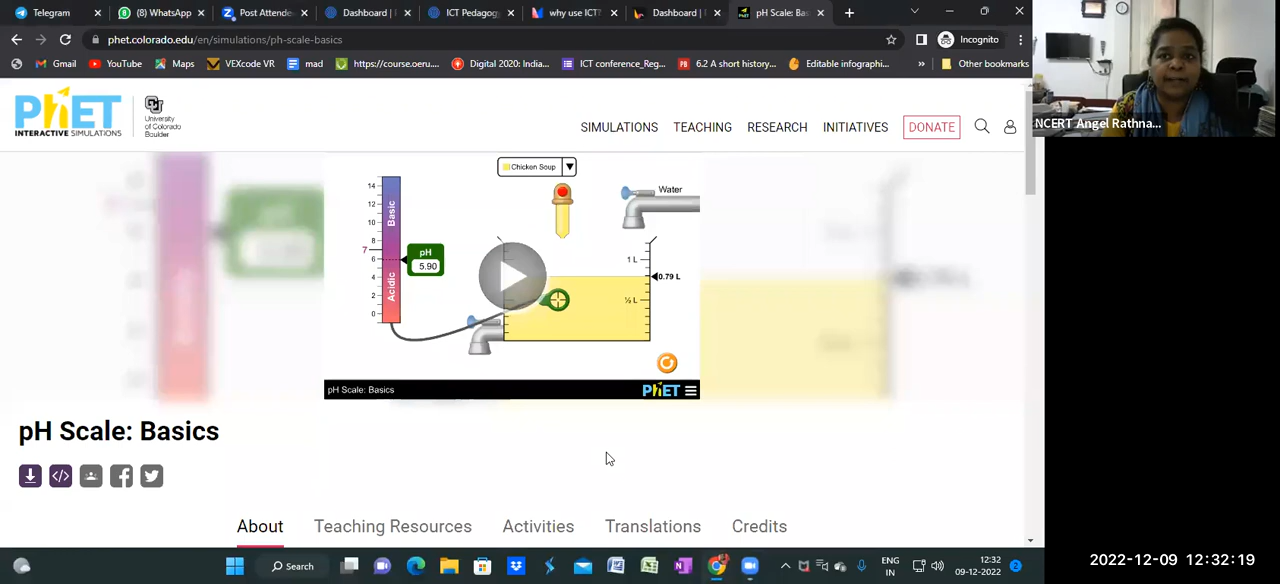 Telegram
(8) WhatsApp
Post Attende
Dashboard |
ICT Pedagog
why use ICT?
Dashboard |
pH Scale: Bas
phet.colorado.edu/en/simulations/ph-scale-basics
Incognito
Gmail
YouTube
Maps
VEXcode VR
mad
https://course.oeru....
Digital 2020: India...
ICT conference_Reg...
6.2 A short history...
Editable infographi...
»
Other bookmarks
NCERT Angel Rathna...
PhET
INTERACTIVE SIMULATIONS
CU
University
of Colorado
Boulder
SIMULATIONS
TEACHING
RESEARCH
INITIATIVES
DONATE
Chicken Soup
Water
14
12
10
8
7
6
4
2
0
Basic
Acidic
pH
5.90
1 L
0.79 L
½ L
pH Scale: Basics
PhET
pH Scale: Basics
About
Teaching Resources
Activities
Translations
Credits
Search
ENG
IN
12:32
09-12-2022
2
2022-12-09 12:32:19